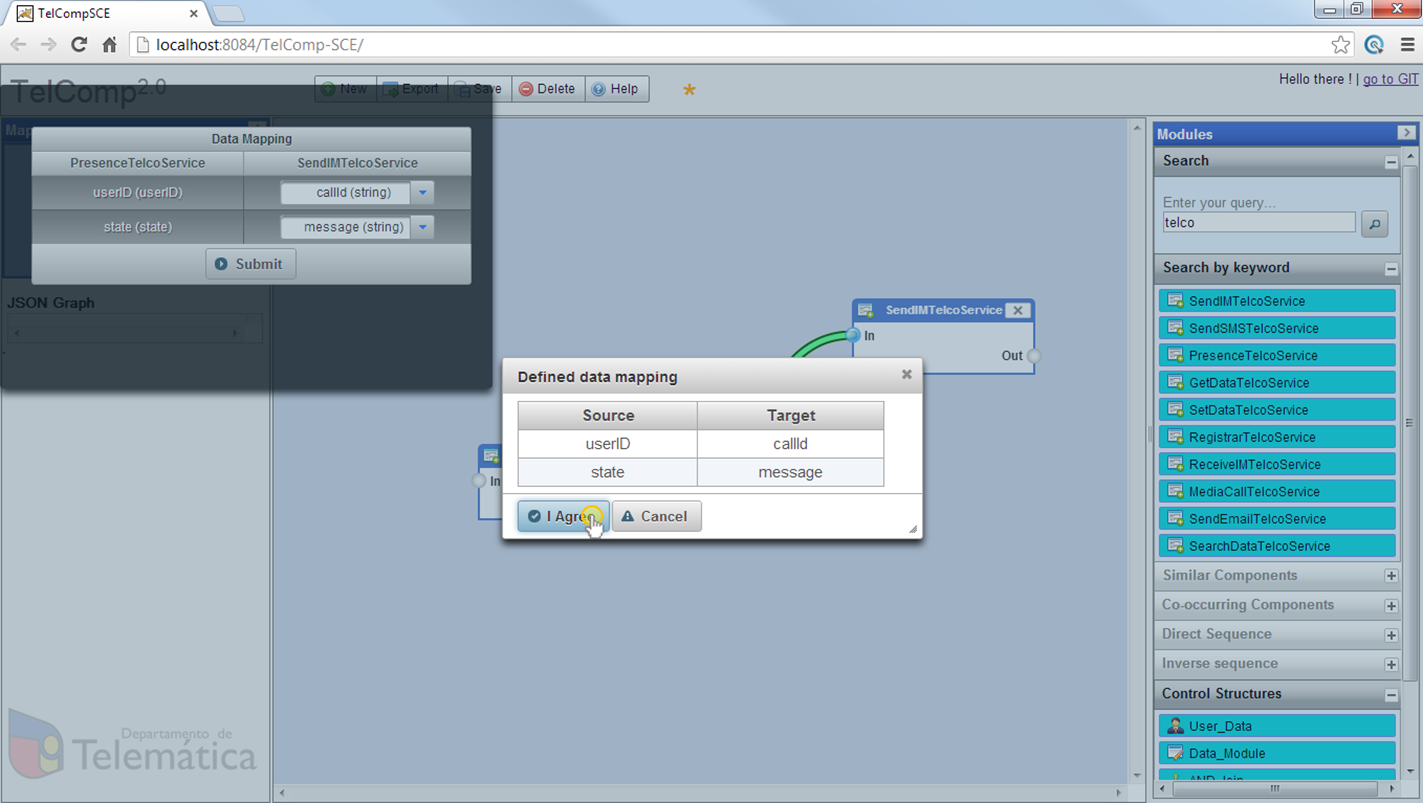 TelCompSCE
localhost:8084/TelComp-SCE/
TelComp2.0
New
Export
Save
Delete
Help
*
Hello there ! | go to GIT
Data Mapping
PresenceTelcoService
SendIMTelcoService
userID (userID)
callId (string)
state (state)
message (string)
Submit
JSON Graph
SendIMTelcoService
In
Out
In
Defined data mapping
Source
Target
userID
callId
state
message
I Agree
Cancel
Modules
Search
Enter your query...
telco
Search by keyword
SendIMTelcoService
SendSMSTelcoService
PresenceTelcoService
GetDataTelcoService
SetDataTelcoService
RegistrarTelcoService
ReceiveIMTelcoService
MediaCallTelcoService
SendEmailTelcoService
SearchDataTelcoService
Similar Components
Co-occurring Components
Direct Sequence
Inverse sequence
Control Structures
User_Data
Data_Module
AND_Join
Departamento de
Telemática